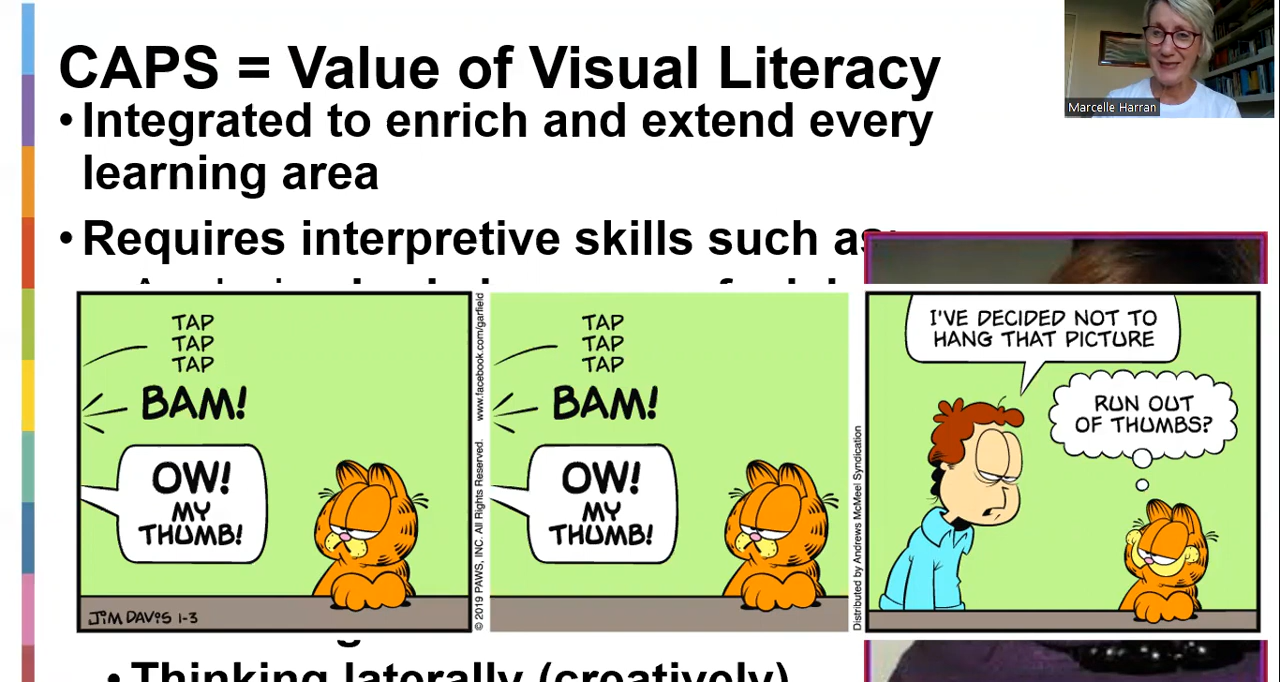 CAPS = Value of Visual Literacy
Marcelle Harran
• Integrated to enrich and extend every
learning area
• Requires interpretive skills such as:
TAP
TAP
TAP
BAM!
OW!
MY
THUMB!
JIM DAVIS 1-3
© 2019 PAWS, INC. All Rights Reserved. www.facebook.com/garfield
TAP
TAP
TAP
BAM!
OW!
MY
THUMB!
Distributed by Andrews McMeel Syndication
I'VE DECIDED NOT TO
HANG THAT PICTURE
RUN OUT
OF THUMBS?
• Thinking laterally (creatively)